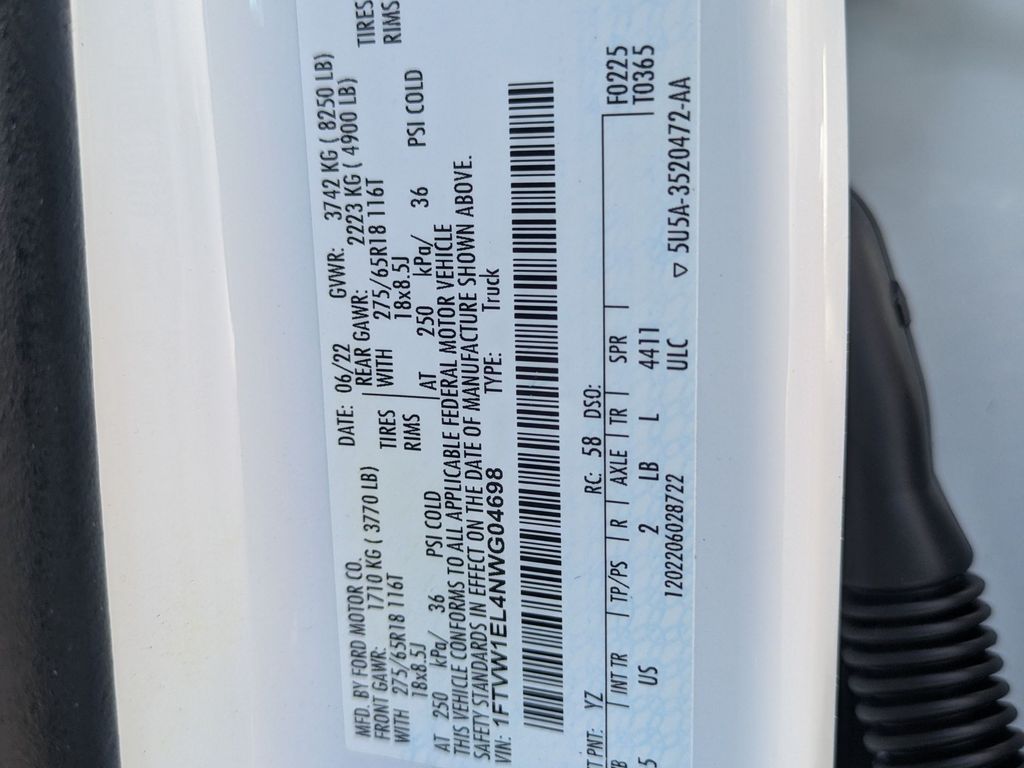 MFD. BY FORD MOTOR CO. DATE: 06/22 GVWR: 3742 KG ( 8250 LB)
FRONT GAWR: 1710 KG ( 3770 LB) REAR GAWR: 2223 KG ( 4900 LB)
WITH 275/65R18 116T TIRES WITH 275/65R18 116T TIRES
18x8.5J RIMS 18x8.5J RIMS
AT 250 kPa/ 36 PSI COLD AT 250 kPa/ 36 PSI COLD
THIS VEHICLE CONFORMS TO ALL APPLICABLE FEDERAL MOTOR VEHICLE
SAFETY STANDARDS IN EFFECT ON THE DATE OF MANUFACTURE SHOWN ABOVE.
VIN: 1FTVW1EL4NWG04698 TYPE: Truck
T PNT: YZ RC: 58 DSO:
B INT TR TP/PS R AXLE TR SPR F0225
5 US 2 LB L 4411 T0365
1202206028722 ULC ▽ 5U5A-3520472-AA